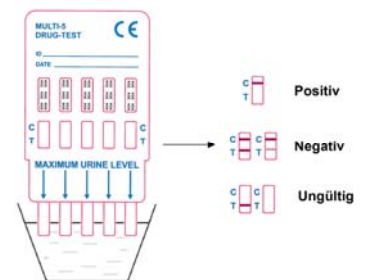 MULTI-5
DRUG-TEST
CE
ID
DATE
C C
T T
MAXIMUM URINE LEVEL
C
T
Positiv
C C
T T
Negativ
C C
T T
Ungültig